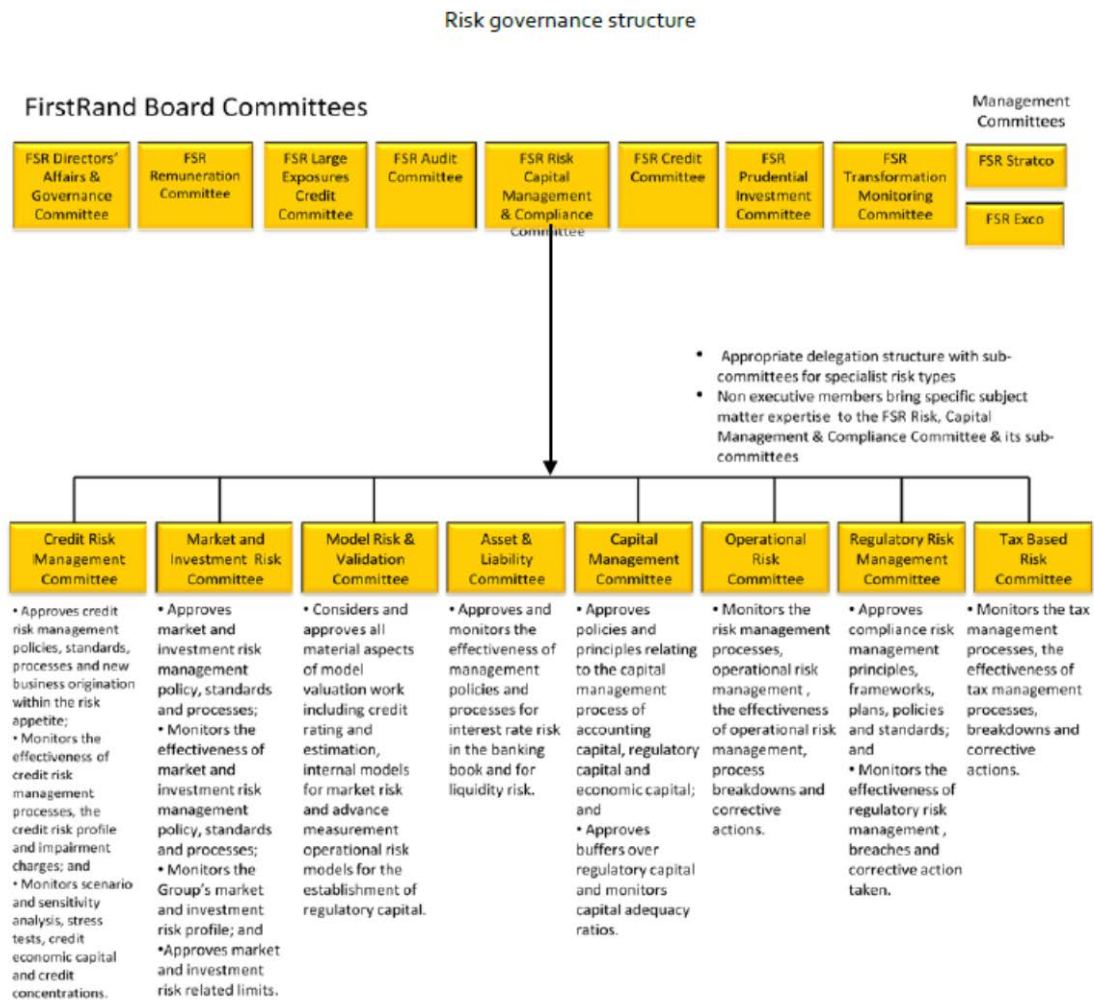 Risk governance structure
FirstRand Board Committees
Management
Committees
FSR Directors'
Affairs &
Governance
Committee
FSR
Remuneration
Committee
FSR Large
Exposures
Credit
Committee
FSR Audit
Committee
FSR Risk
Capital
Management
& Compliance
Committee
FSR Credit
Committee
FSR
Prudential
Investment
Committee
FSR
Transformation
Monitoring
Committee
FSR Stratco
FSR Exco
• Appropriate delegation structure with sub-
committees for specialist risk types
• Non executive members bring specific subject
matter expertise to the FSR Risk, Capital
Management & Compliance Committee & its sub-
committees
Credit Risk
Management
Committee
• Approves credit
risk management
policies, standards,
processes and new
business origination
within the risk
appetite;
• Monitors the
effectiveness of
credit risk
management
processes, the
credit risk profile
and impairment
charges; and
• Monitors scenario
and sensitivity
analysis, stress
tests, credit
economic capital
and credit
concentrations.
Market and
Investment Risk
Committee
• Approves
market and
investment risk
management
policy, standards
and processes;
• Monitors the
effectiveness of
market and
investment risk
management
policy, standards
and processes;
• Monitors the
Group's market
and investment
risk profile; and
•Approves market
and investment
risk related limits.
Model Risk &
Validation
Committee
• Considers and
approves all
material aspects
of model
valuation work
including credit
rating and
estimation,
internal models
for market risk
and advance
measurement
operational risk
models for the
establishment of
regulatory capital.
Asset &
Liability
Committee
• Approves and
monitors the
effectiveness of
management
policies and
processes for
interest rate risk
in the banking
book and for
liquidity risk.
Capital
Management
Committee
• Approves
policies and
principles relating
to the capital
management
process of
accounting
capital, regulatory
capital and
economic capital;
and
• Approves
buffers over
regulatory capital
and monitors
capital adequacy
ratios.
Operational
Risk
Committee
• Monitors the
risk management
processes,
operational risk
management ,
the effectiveness
of operational risk
management,
process
breakdowns and
corrective
actions.
Regulatory Risk
Management
Committee
• Approves
compliance risk
management
principles,
frameworks,
plans, policies
and standards;
and
• Monitors the
effectiveness of
regulatory risk
management ,
breaches and
corrective action
taken.
Tax Based
Risk
Committee
• Monitors the tax
management
processes, the
effectiveness of
tax management
processes,
breakdowns and
corrective
actions.